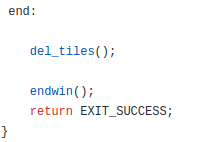 end:
del_tiles();
endwin();
return EXIT_SUCCESS;
}